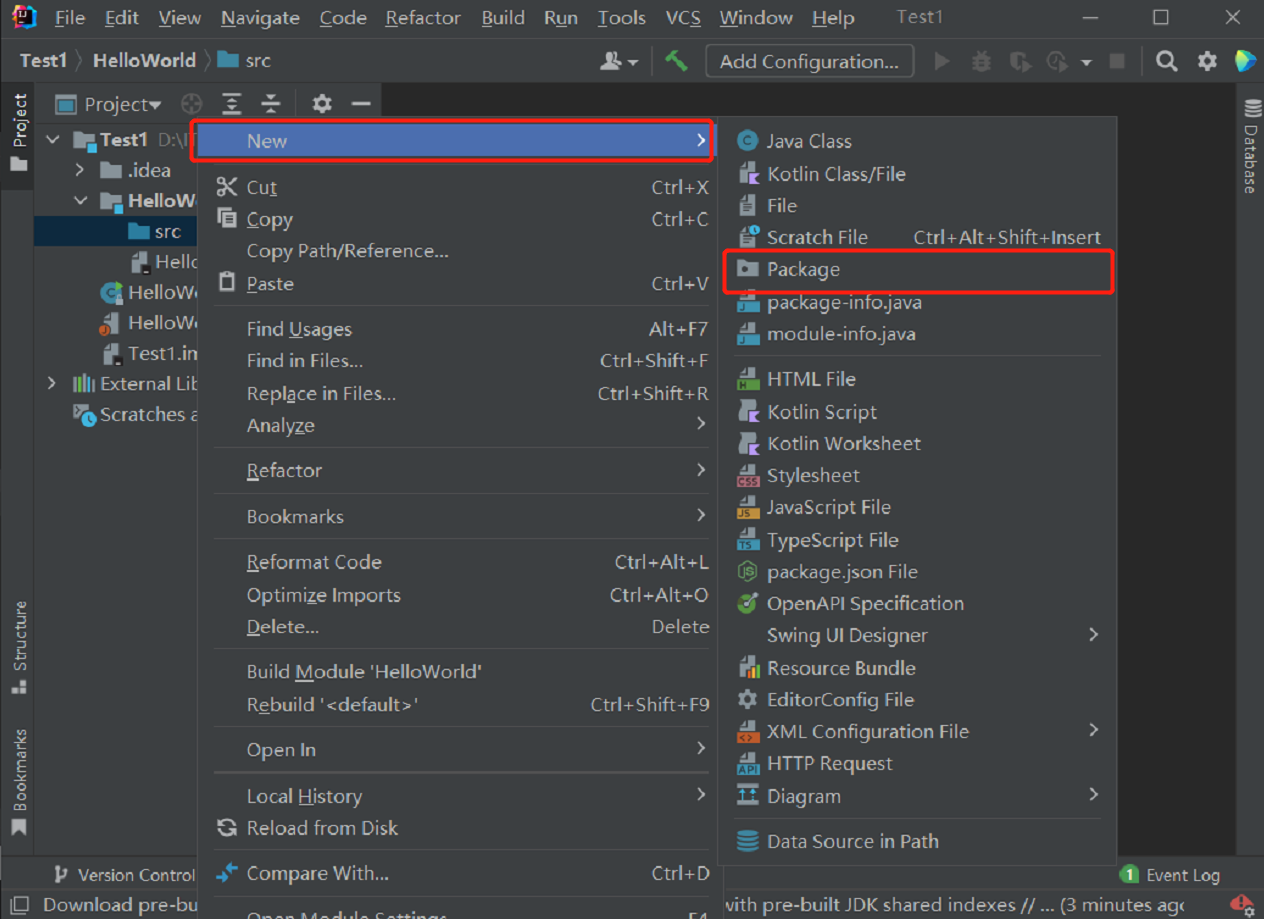 File Edit View Navigate Code Refactor Build Run Tools VCS Window Help Test1
Test1 HelloWorld src Add Configuration...
Project
Project
Test1 D:\
.idea
HelloW
src
Hello
HelloW
HelloW
Test1.im
External Lib
Scratches a
Structure
Bookmarks
New
Cut Ctrl+X
Copy Ctrl+C
Copy Path/Reference...
Paste Ctrl+V
Find Usages Alt+F7
Find in Files... Ctrl+Shift+F
Replace in Files... Ctrl+Shift+R
Analyze
Refactor
Bookmarks
Reformat Code Ctrl+Alt+L
Optimize Imports Ctrl+Alt+O
Delete... Delete
Build Module 'HelloWorld'
Rebuild '<default>' Ctrl+Shift+F9
Open In
Local History
Reload from Disk
Compare With... Ctrl+D
Open Module Settings F4
Java Class
Kotlin Class/File
File
Scratch File Ctrl+Alt+Shift+Insert
Package
package-info.java
module-info.java
HTML File
Kotlin Script
Kotlin Worksheet
CSS Stylesheet
JS JavaScript File
TS TypeScript File
package.json File
OpenAPI Specification
Swing UI Designer
Resource Bundle
EditorConfig File
XML Configuration File
API HTTP Request
Diagram
Data Source in Path
Database
Version Control
1 Event Log
Download pre-bu
with pre-built JDK shared indexes // ... (3 minutes ago